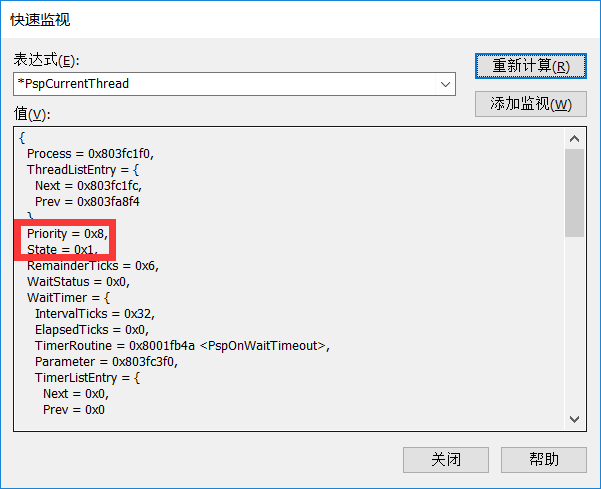 快速监视
表达式(E):
重新计算(R)
*PspCurrentThread
添加监视(W)
值(V):
{
Process = 0x803fc1f0,
ThreadListEntry = {
Next = 0x803fc1fc,
Prev = 0x803fa8f4
}
Priority = 0x8,
State = 0x1,
RemainderTicks = 0x6,
WaitStatus = 0x0,
WaitTimer = {
IntervalTicks = 0x32,
ElapsedTicks = 0x0,
TimerRoutine = 0x8001fb4a <PspOnWaitTimeout>,
Parameter = 0x803fc3f0,
TimerListEntry = {
Next = 0x0,
Prev = 0x0
关闭
帮助